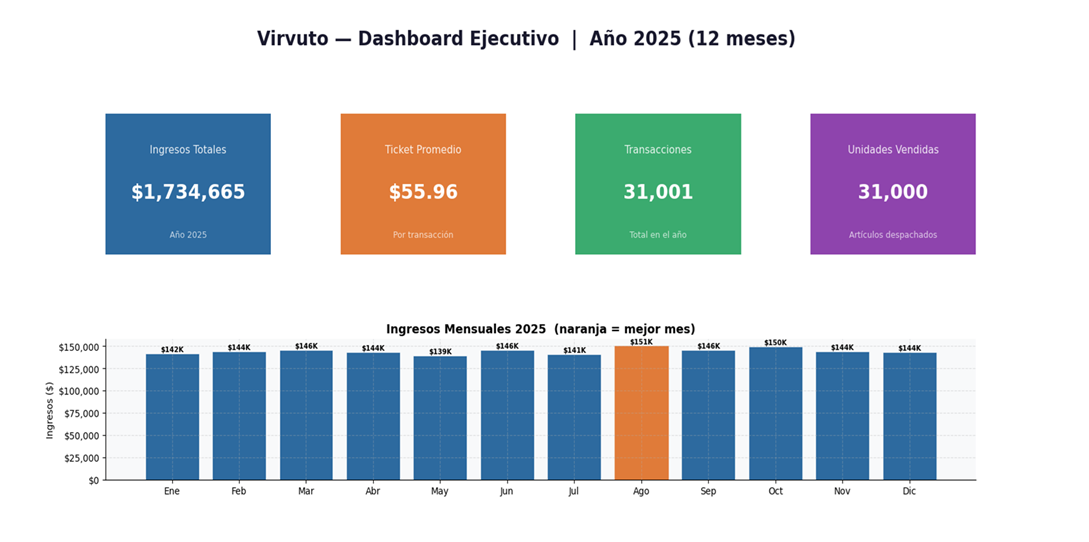 Virvuto — Dashboard Ejecutivo | Año 2025 (12 meses)
Ingresos Totales
$1,734,665
Año 2025
Ticket Promedio
$55.96
Por transacción
Transacciones
31,001
Total en el año
Unidades Vendidas
31,000
Artículos despachados
Ingresos Mensuales 2025 (naranja = mejor mes)
Ingresos ($)
$150,000
$125,000
$100,000
$75,000
$50,000
$25,000
$0
$142K
$144K
$146K
$144K
$139K
$146K
$141K
$151K
$146K
$150K
$144K
$144K
Ene
Feb
Mar
Abr
May
Jun
Jul
Ago
Sep
Oct
Nov
Dic